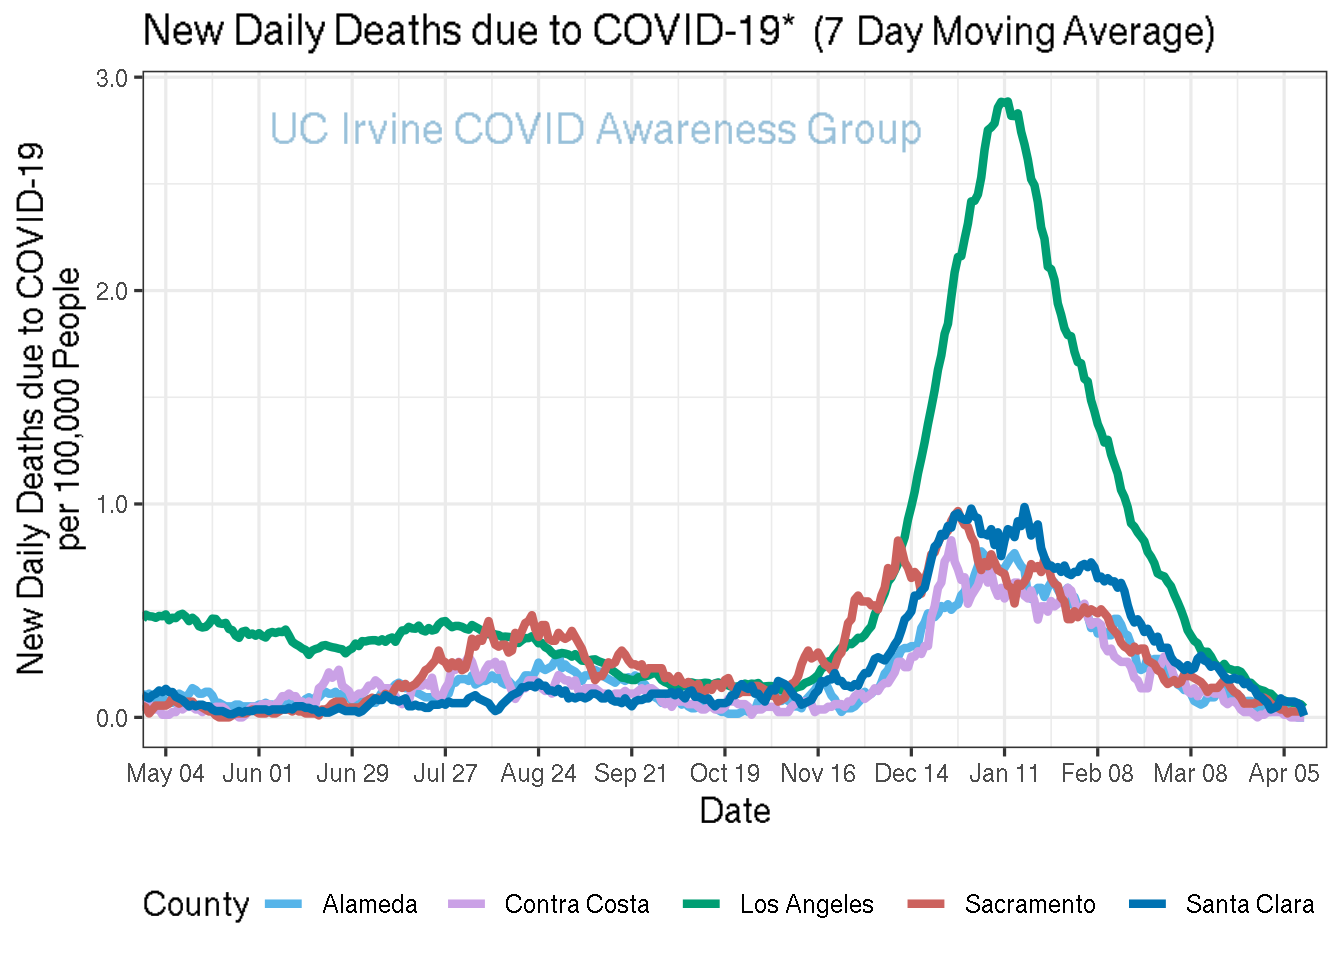 New Daily Deaths due to COVID-19* (7 Day Moving Average)
UC Irvine COVID Awareness Group
New Daily Deaths due to COVID-19
per 100,000 People
3.0
2.0
1.0
0.0
May 04 Jun 01 Jun 29 Jul 27 Aug 24 Sep 21 Oct 19 Nov 16 Dec 14 Jan 11 Feb 08 Mar 08 Apr 05
Date
County Alameda Contra Costa Los Angeles Sacramento Santa Clara